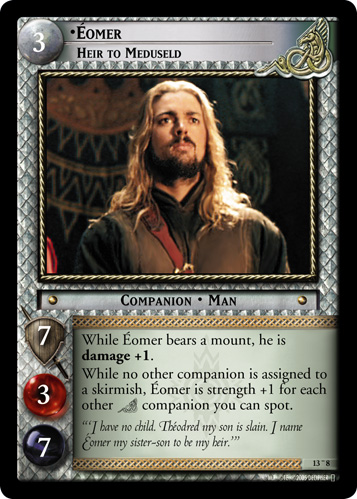 3
•Éomer
Heir to Meduseld
Companion • Man
7
While Éomer bears a mount, he is
damage +1.
3
While no other companion is assigned to
a skirmish, Éomer is strength +1 for each
other companion you can spot.
7
“‘I have no child. Théodred my son is slain. I name
Éomer my sister-son to be my heir.’”
13 R 8